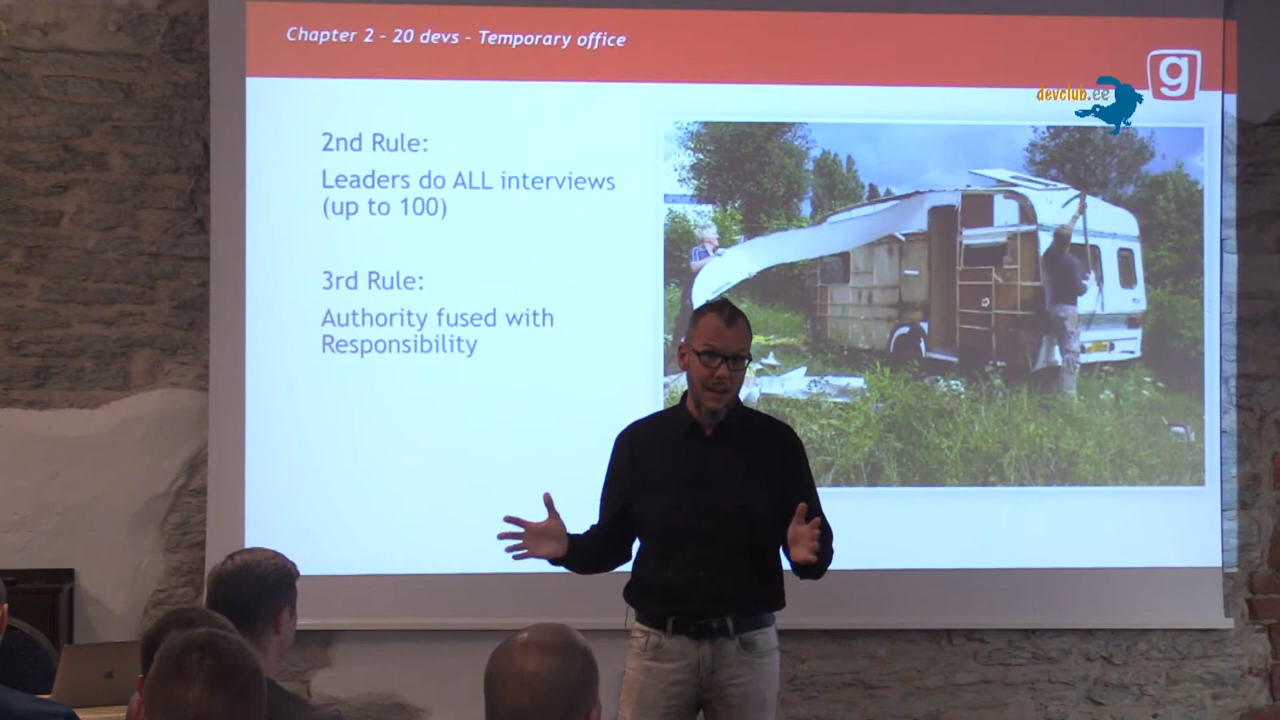 Chapter 2 - 20 devs - Temporary office
g
devclub.ee
2nd Rule:
Leaders do ALL interviews
(up to 100)
3rd Rule:
Authority fused with
Responsibility